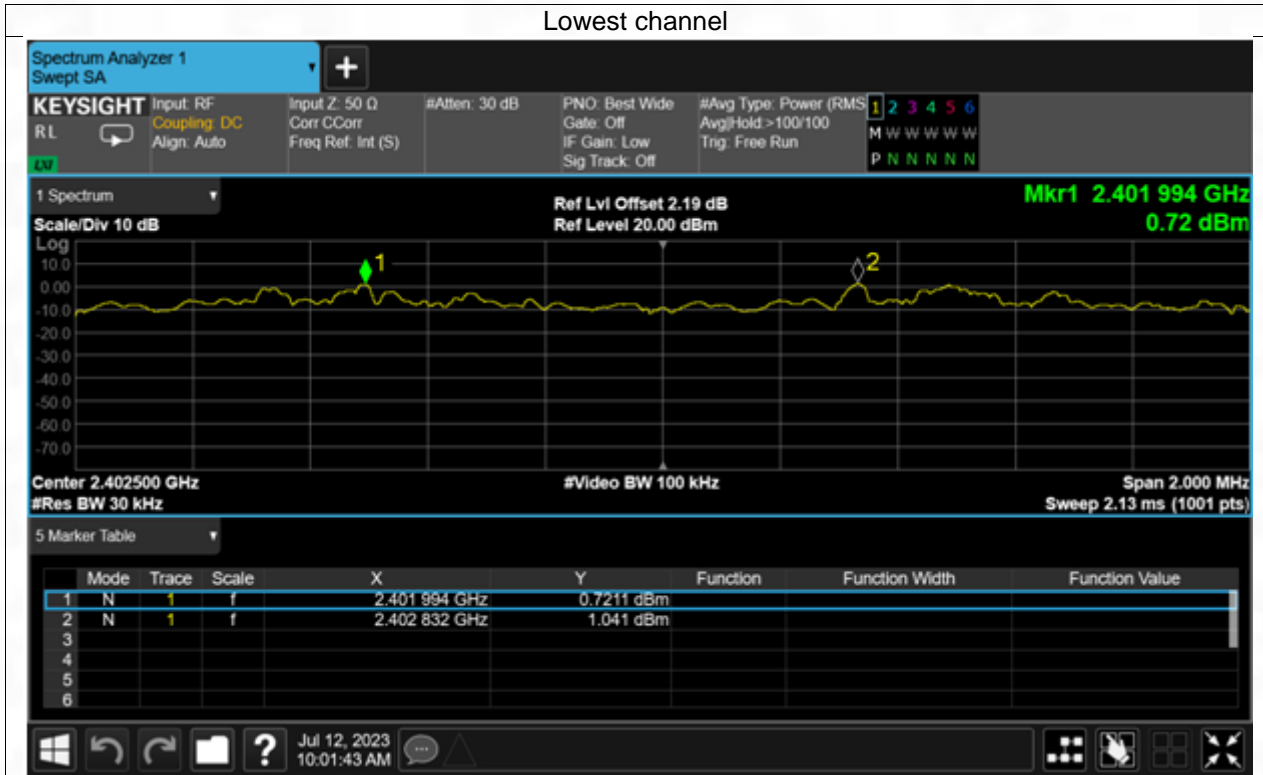 Lowest channel
Spectrum Analyzer 1
Swept SA
+
KEYSIGHT Input: RF Input Z: 50 Ω #Atten: 30 dB PNO: Best Wide #Avg Type: Power (RMS 1 2 3 4 5 6
RL Coupling: DC Corr CCorr Gate: Off Avg|Hold:>100/100 M W W W W W
Align: Auto Freq Ref: Int (S) IF Gain: Low Trig: Free Run
LXI Sig Track: Off P N N N N N
1 Spectrum Ref Lvl Offset 2.19 dB Mkr1 2.401 994 GHz
Scale/Div 10 dB Ref Level 20.00 dBm 0.72 dBm
Log
10.0 1 2
0.00
-10.0
-20.0
-30.0
-40.0
-50.0
-60.0
-70.0
Center 2.402500 GHz #Video BW 100 kHz Span 2.000 MHz
#Res BW 30 kHz Sweep 2.13 ms (1001 pts)
5 Marker Table
Mode Trace Scale X Y Function Function Width Function Value
1 N 1 f 2.401 994 GHz 0.7211 dBm
2 N 1 f 2.402 832 GHz 1.041 dBm
3
4
5
6
? Jul 12, 2023
10:01:43 AM